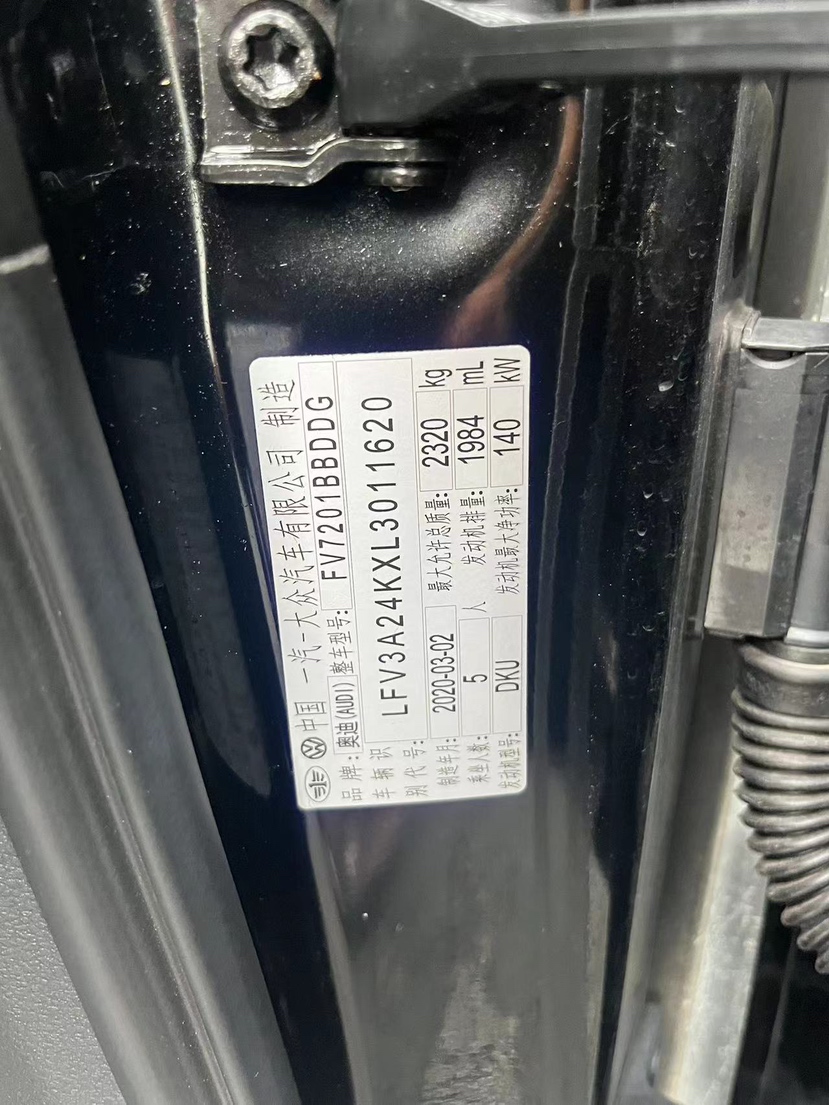 中国 一汽-大众汽车有限公司 制造
品牌: 奥迪(AUDI) 整车型号: FV7201BBDDG
车辆识别代号: LFV3A24KXL3011620
制造年月: 2020-03-02 最大允许总质量: 2320 kg
乘坐人数: 5 人 发动机排量: 1984 mL
发动机型号: DKU 发动机最大净功率: 140 kW